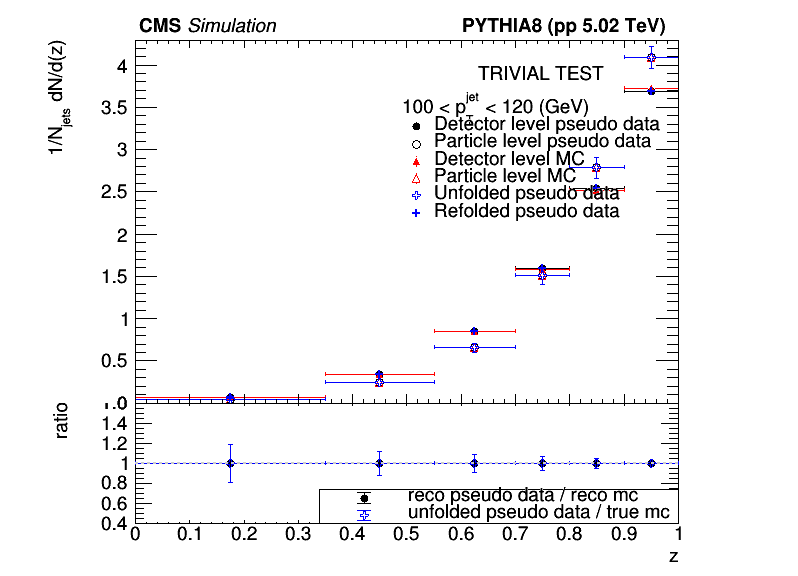 CMS Simulation PYTHIA8 (pp 5.02 TeV)
1/N_jets dN/d(z)
4
3.5
3
2.5
2
1.5
1
0.5
0
TRIVIAL TEST
100 < p_T^jet < 120 (GeV)
Detector level pseudo data
Particle level pseudo data
Detector level MC
Particle level MC
Unfolded pseudo data
Refolded pseudo data
ratio
1.4
1.2
1
0.8
0.6
0.4
reco pseudo data / reco mc
unfolded pseudo data / true mc
0 0.1 0.2 0.3 0.4 0.5 0.6 0.7 0.8 0.9 1
z